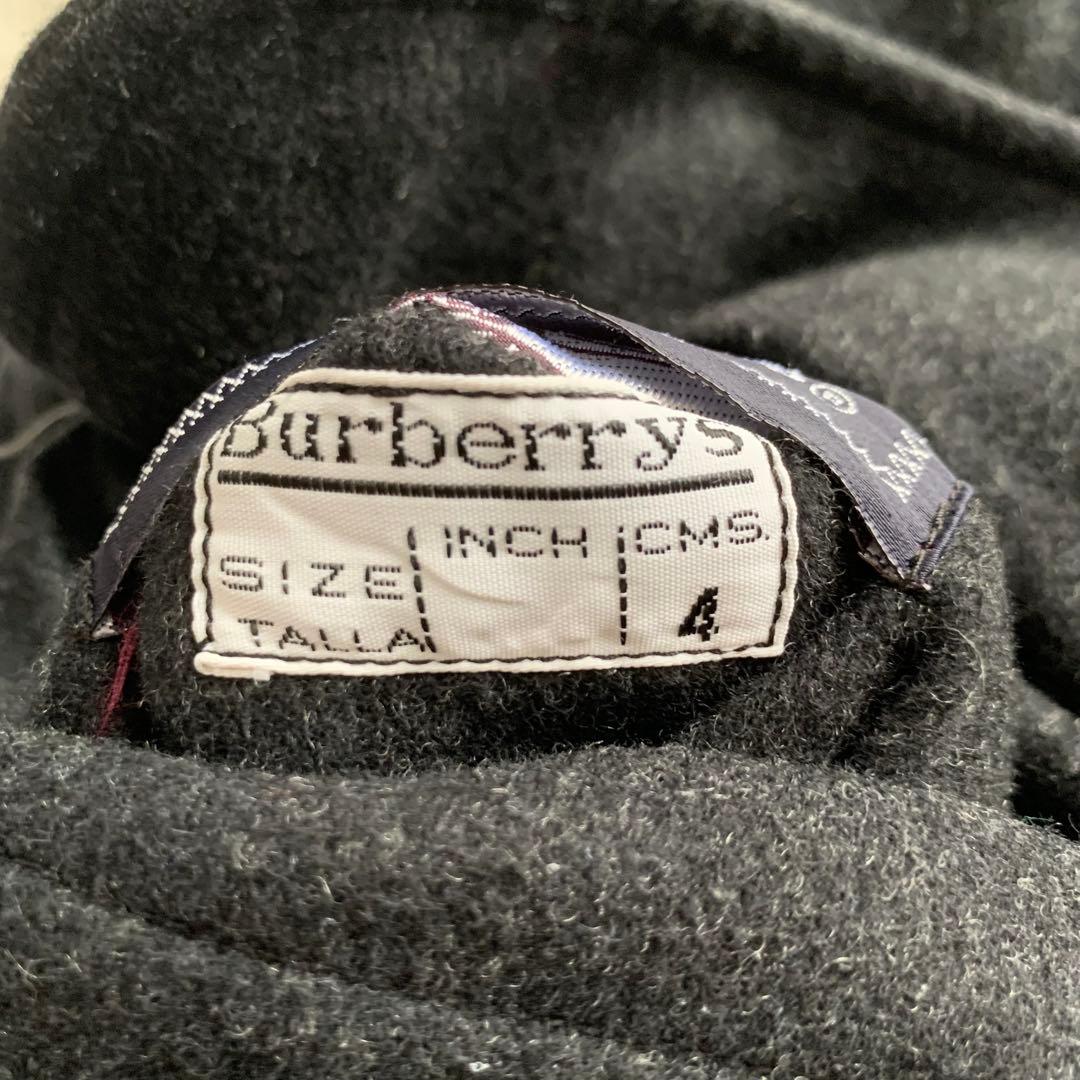 Burberrys
INCH CMS.
SIZE
4
TALLA